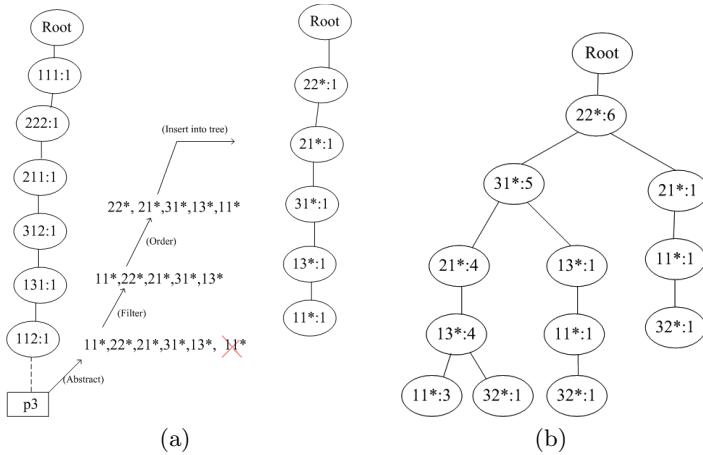 Root
111:1
222:1
211:1
312:1
131:1
112:1
p3
(Abstract)
11*,22*,21*,31*,13*, 11*
(Filter)
11*,22*,21*,31*,13*
(Order)
22*, 21*,31*,13*,11*
(Insert into tree)
Root
22*:1
21*:1
31*:1
13*:1
11*:1
(a)
Root
22*:6
31*:5
21*:1
21*:4
13*:1
11*:1
13*:4
11*:1
32*:1
11*:3
32*:1
32*:1
(b)